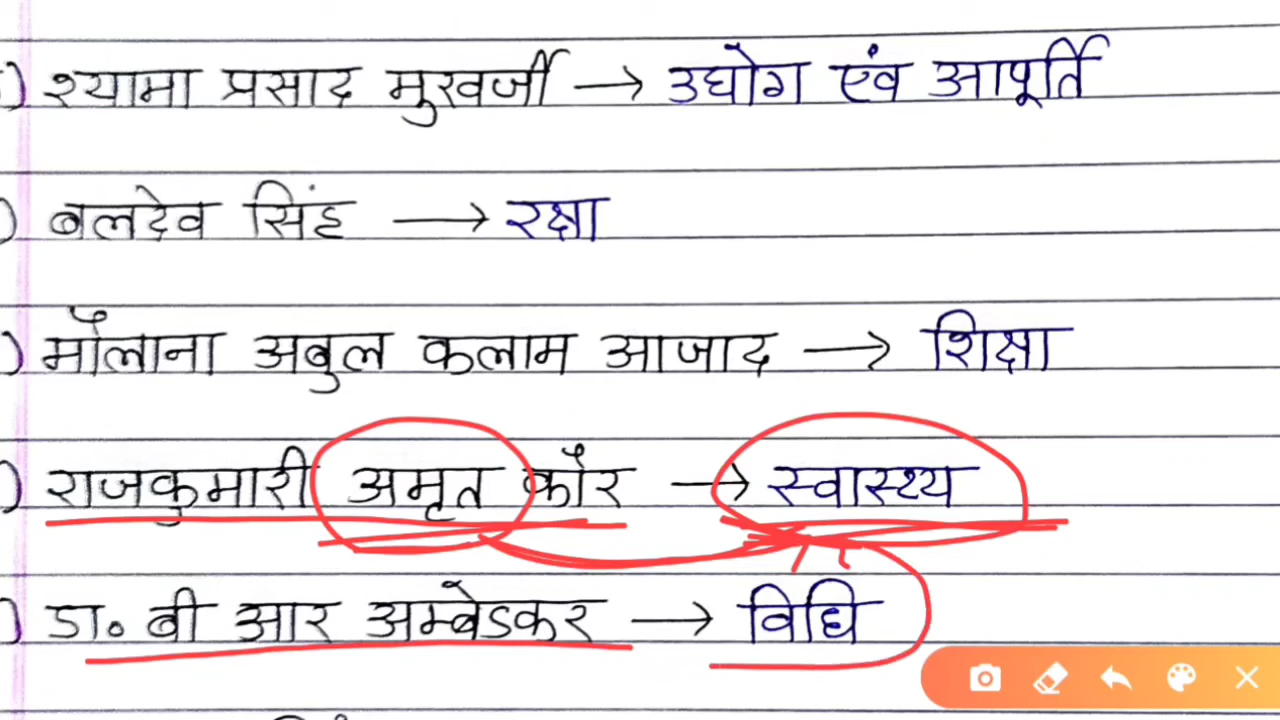 ) श्यामा प्रसाद मुखर्जी → उद्योग एंव आपूर्ति
) बलदेव सिंह → रक्षा
) मौलाना अबुल कलाम आजाद → शिक्षा
) राजकुमारी अमृत कौर → स्वास्थ्य
) डा. बी आर अम्बेडकर → विधि